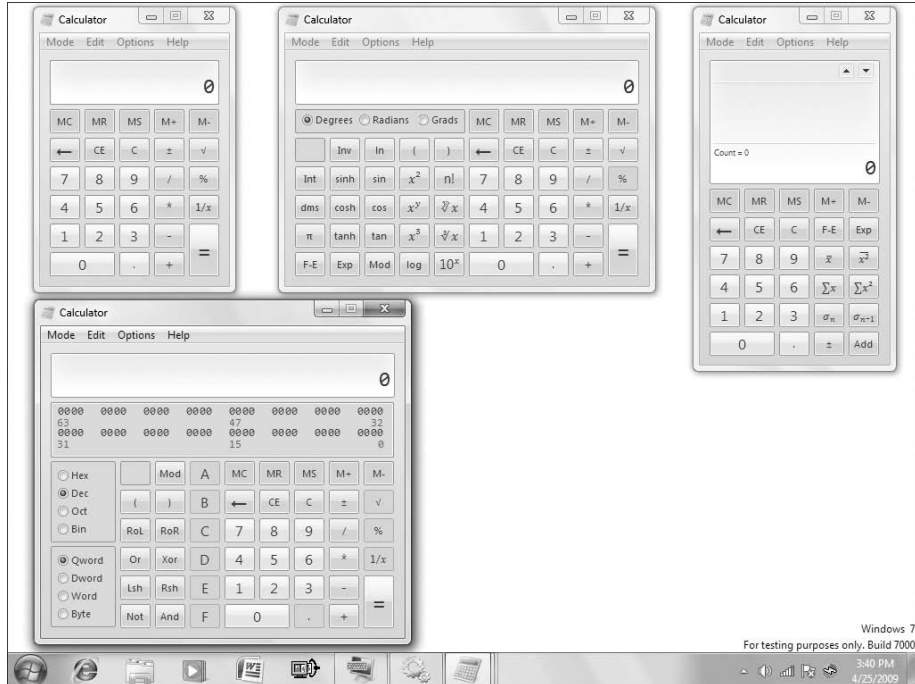 Calculator
Mode Edit Options Help
0
MC MR MS M+ M-
← CE C ± √
7 8 9 / %
4 5 6 * 1/x
1 2 3 - =
0 . +
Calculator
Mode Edit Options Help
0
Degrees Radians Grads MC MR MS M+ M-
Inv ln ( ) ← CE C ± √
Int sinh sin x² n! 7 8 9 / %
dms cosh cos xʸ ʸ√x 4 5 6 * 1/x
π tanh tan x³ ³√x 1 2 3 - =
F-E Exp Mod log 10ˣ 0 . +
Calculator
Mode Edit Options Help
Count = 0
0
MC MR MS M+ M-
← CE C F-E Exp
7 8 9 x̄ x̄²
4 5 6 ∑x ∑x²
1 2 3 σₙ σₙ₋₁
0 . ± Add
Calculator
Mode Edit Options Help
0
0000 0000 0000 0000 0000 0000 0000 0000
63 47 32
0000 0000 0000 0000 0000 0000 0000 0000
31 15 0
Hex Mod A MC MR MS M+ M-
Dec
Oct ( ) B ← CE C ± √
Bin RoL RoR C 7 8 9 / %
Qword Or Xor D 4 5 6 * 1/x
Dword
Word Lsh Rsh E 1 2 3 - =
Byte Not And F 0 . +
Windows 7
For testing purposes only. Build 7000
3:40 PM
4/25/2009